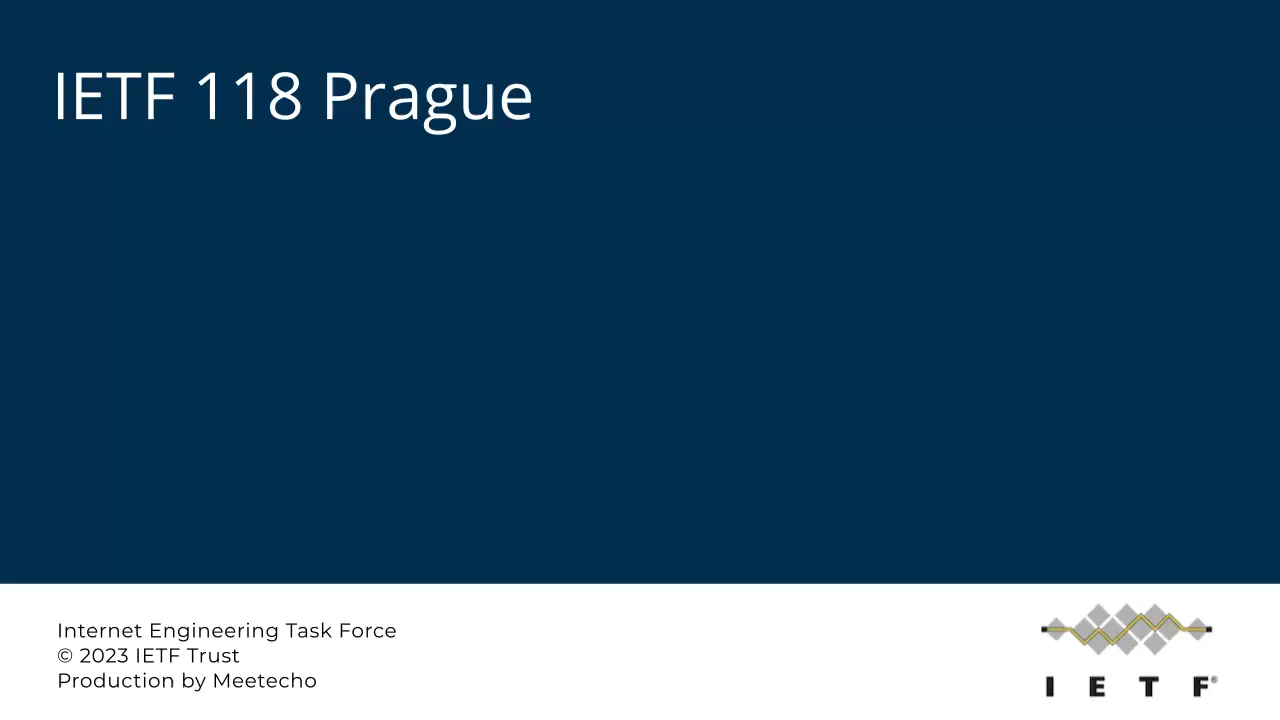 IETF 118 Prague
Internet Engineering Task Force
© 2023 IETF Trust
Production by Meetecho
I E T F®